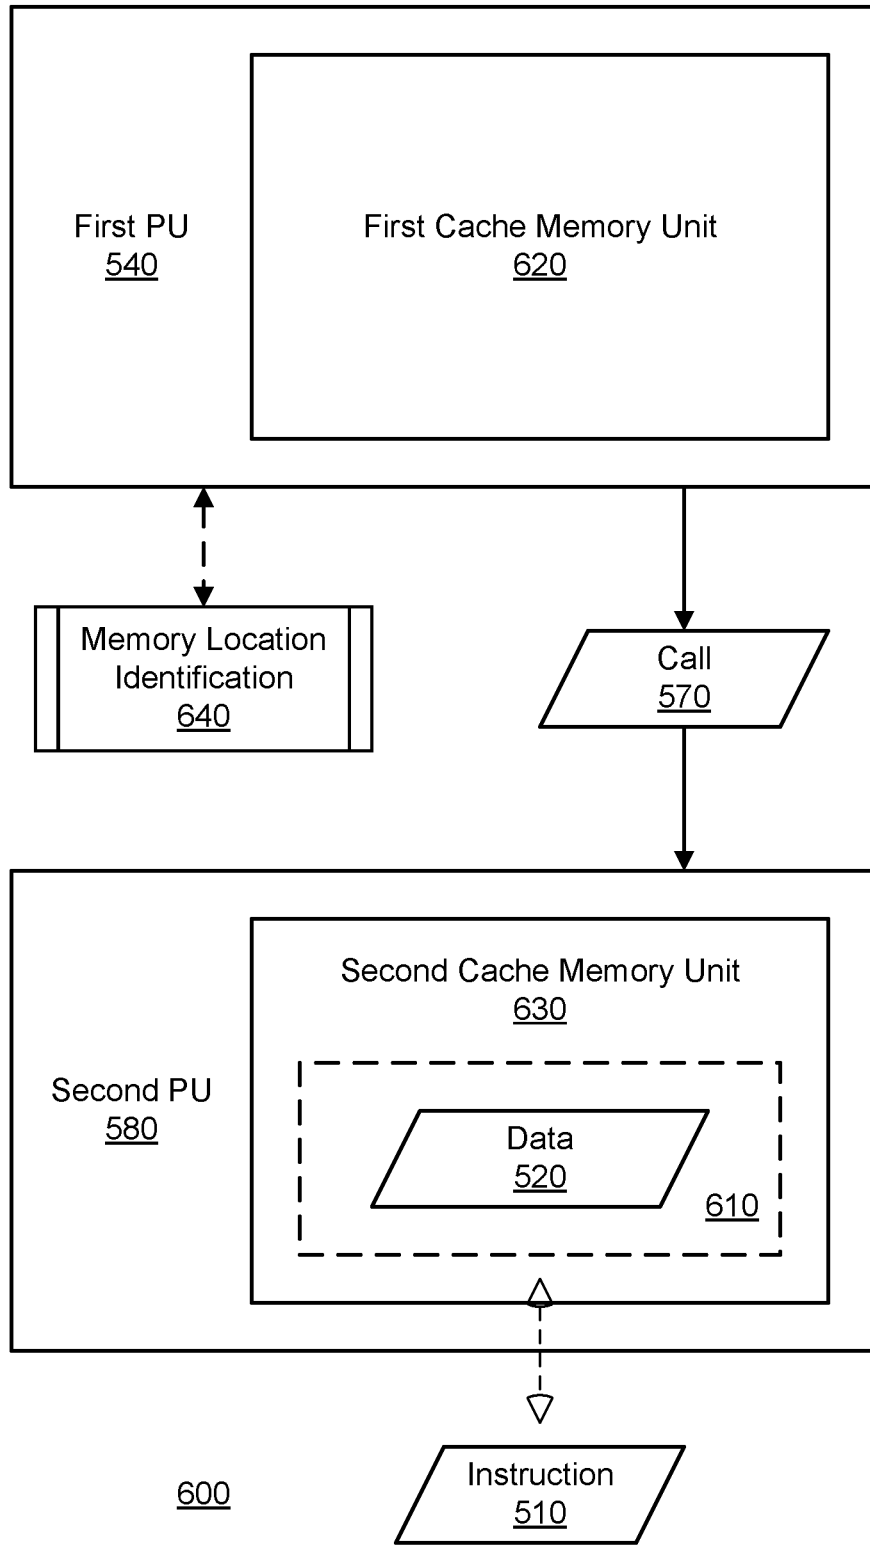 First PU
540
First Cache Memory Unit
620
Memory Location
Identification
640
Call
570
Second Cache Memory Unit
630
Second PU
580
Data
520
610
Instruction
510
600